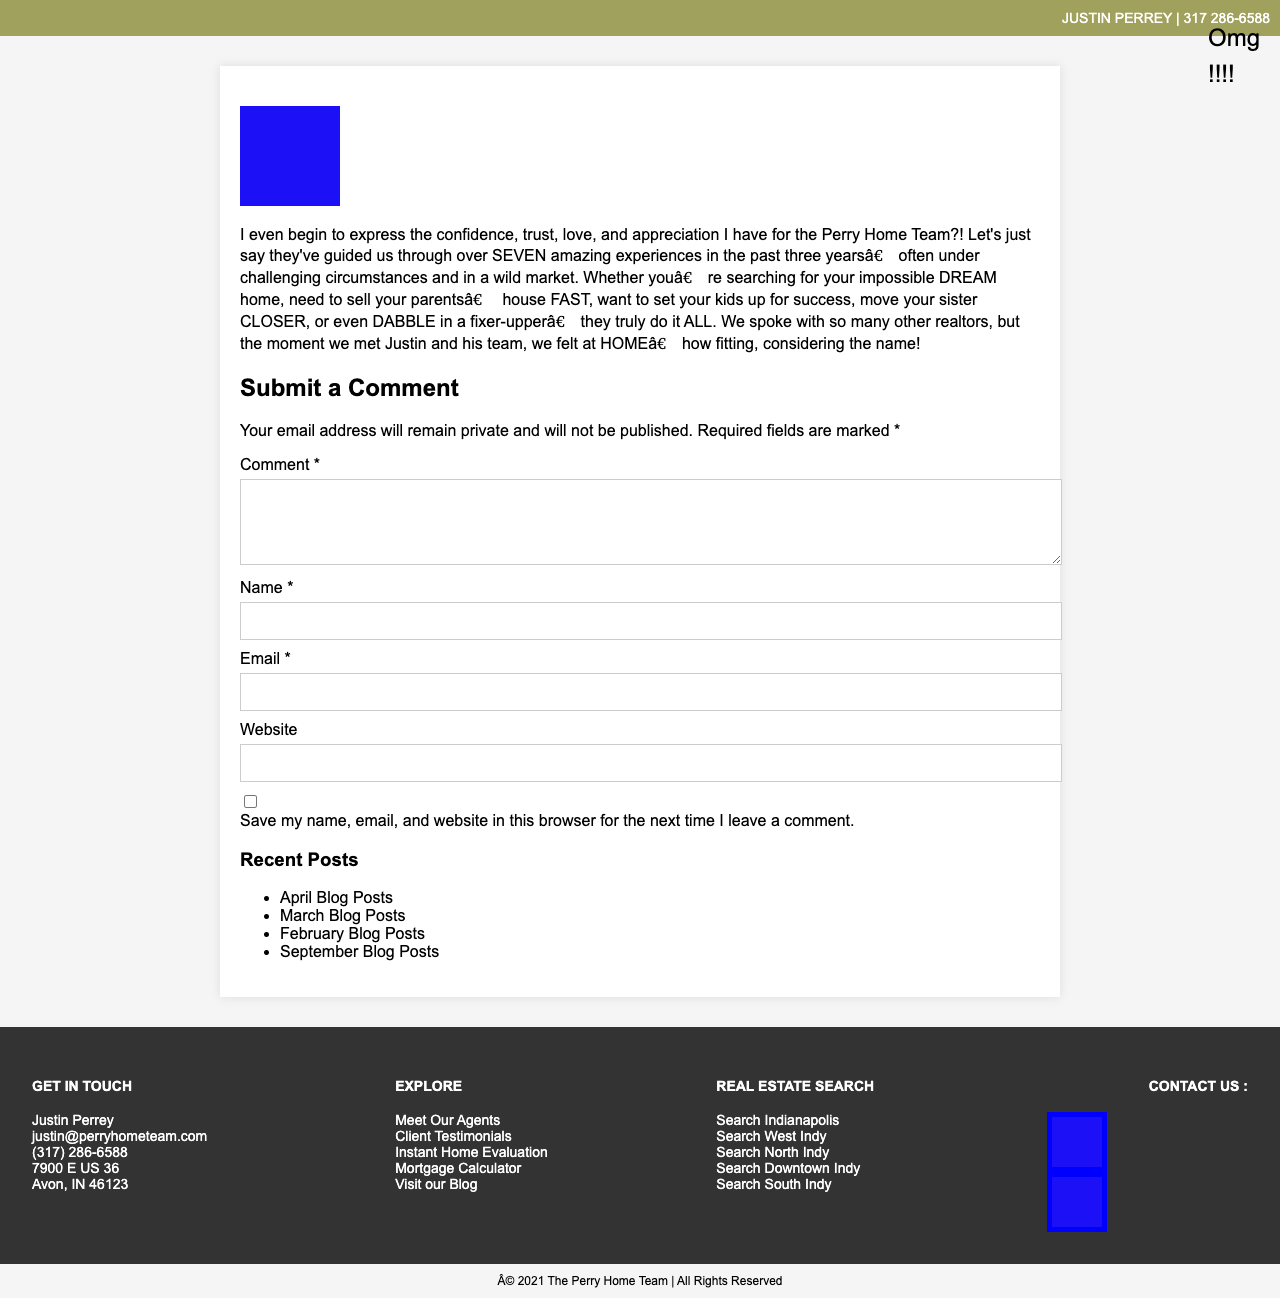 JUSTIN PERREY | 317 286-6588
Omg
!!!!
I even begin to express the confidence, trust, love, and appreciation I have for the Perry Home Team?! Let's just
say they've guided us through over SEVEN amazing experiences in the past three yearsâ€ often under
challenging circumstances and in a wild market. Whether youâ€ re searching for your impossible DREAM
home, need to sell your parentsâ€ house FAST, want to set your kids up for success, move your sister
CLOSER, or even DABBLE in a fixer-upperâ€ they truly do it ALL. We spoke with so many other realtors, but
the moment we met Justin and his team, we felt at HOMEâ€ how fitting, considering the name!
Submit a Comment
Your email address will remain private and will not be published. Required fields are marked *
Comment *
Name *
Email *
Website
Save my name, email, and website in this browser for the next time I leave a comment.
Recent Posts
• April Blog Posts
• March Blog Posts
• February Blog Posts
• September Blog Posts
GET IN TOUCH
Justin Perrey
justin@perryhometeam.com
(317) 286-6588
7900 E US 36
Avon, IN 46123
EXPLORE
Meet Our Agents
Client Testimonials
Instant Home Evaluation
Mortgage Calculator
Visit our Blog
REAL ESTATE SEARCH
Search Indianapolis
Search West Indy
Search North Indy
Search Downtown Indy
Search South Indy
CONTACT US :
Â© 2021 The Perry Home Team | All Rights Reserved